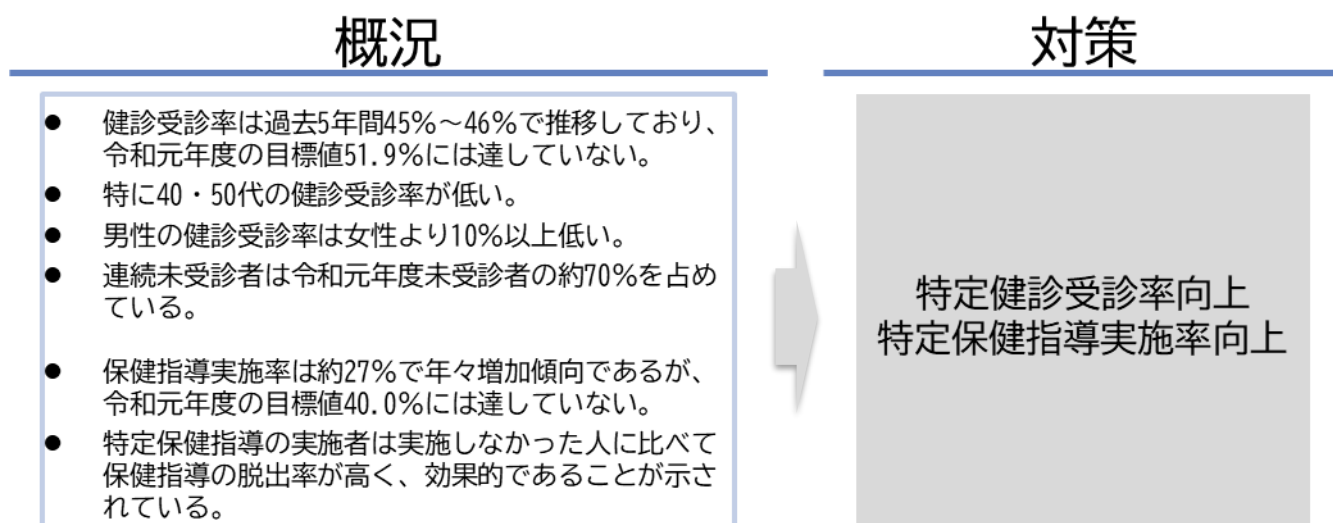 概況
● 健診受診率は過去5年間45%～46%で推移しており、
令和元年度の目標値51.9%には達していない。
● 特に40・50代の健診受診率が低い。
● 男性の健診受診率は女性より10%以上低い。
● 連続未受診者は令和元年度未受診者の約70%を占め
ている。
● 保健指導実施率は約27%で年々増加傾向であるが、
令和元年度の目標値40.0%には達していない。
● 特定保健指導の実施者は実施しなかった人に比べて
保健指導の脱出率が高く、効果的であることが示さ
れている。
対策
特定健診受診率向上
特定保健指導実施率向上